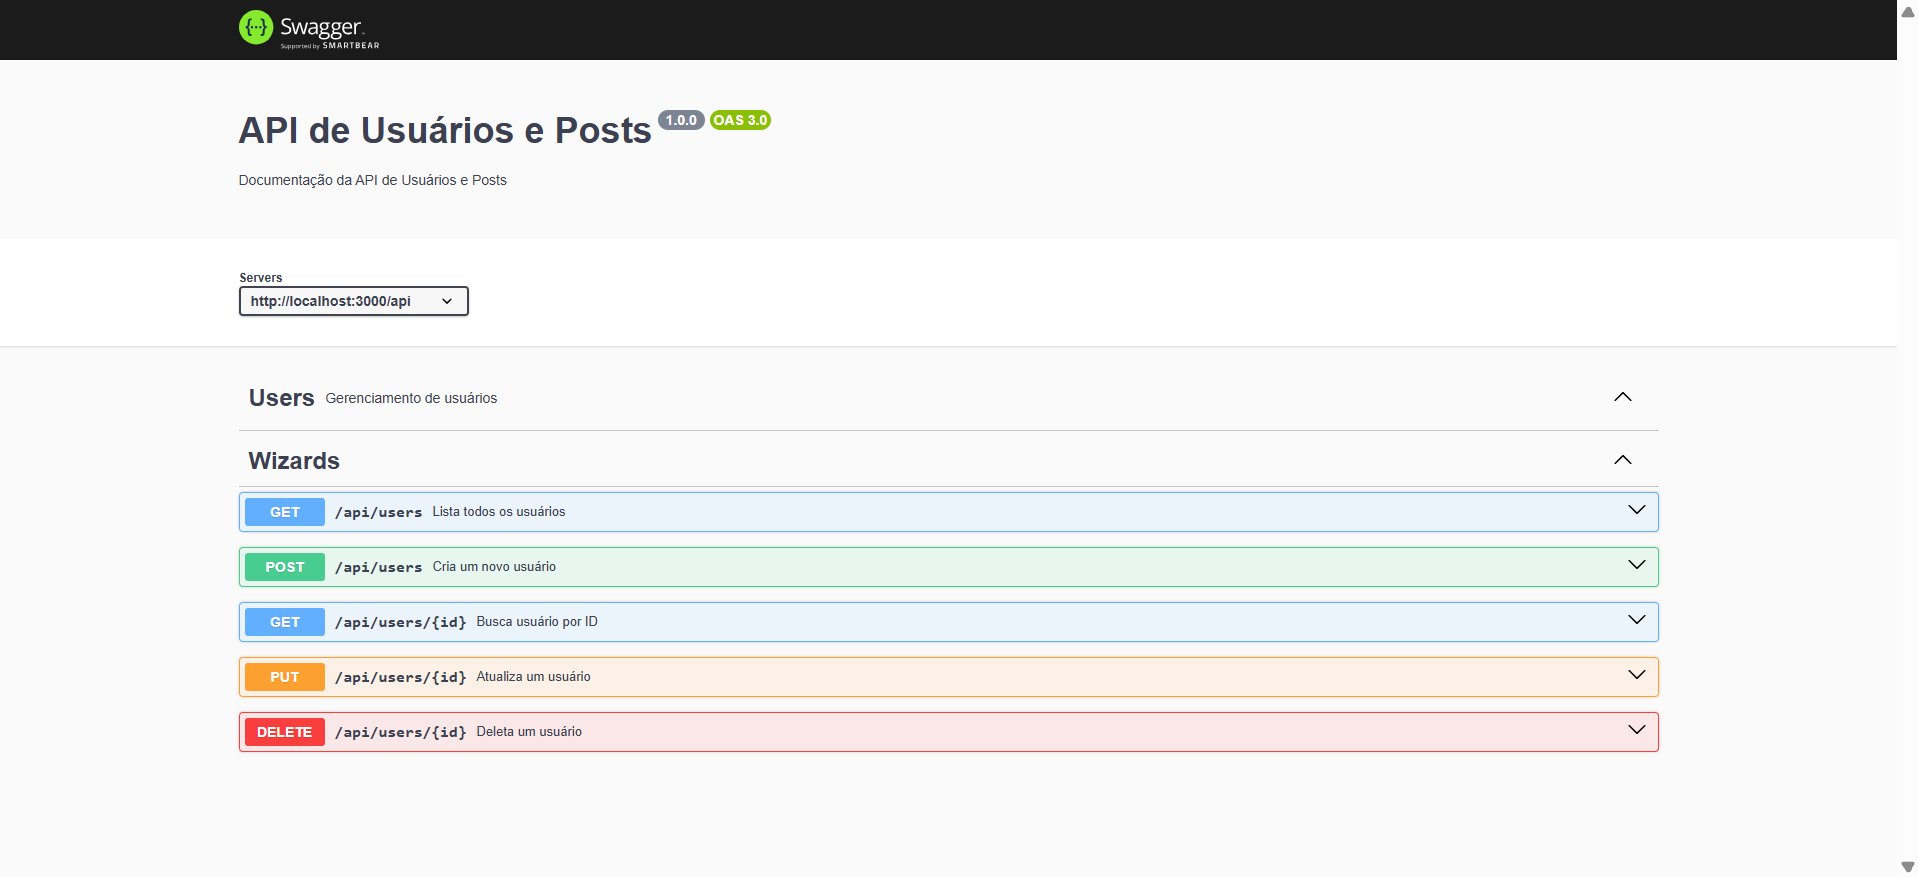 Swagger
Supported by SMARTBEAR
API de Usuários e Posts 1.0.0 OAS 3.0
Documentação da API de Usuários e Posts
Servers
http://localhost:3000/api
Users Gerenciamento de usuários
Wizards
GET /api/users Lista todos os usuários
POST /api/users Cria um novo usuário
GET /api/users/{id} Busca usuário por ID
PUT /api/users/{id} Atualiza um usuário
DELETE /api/users/{id} Deleta um usuário